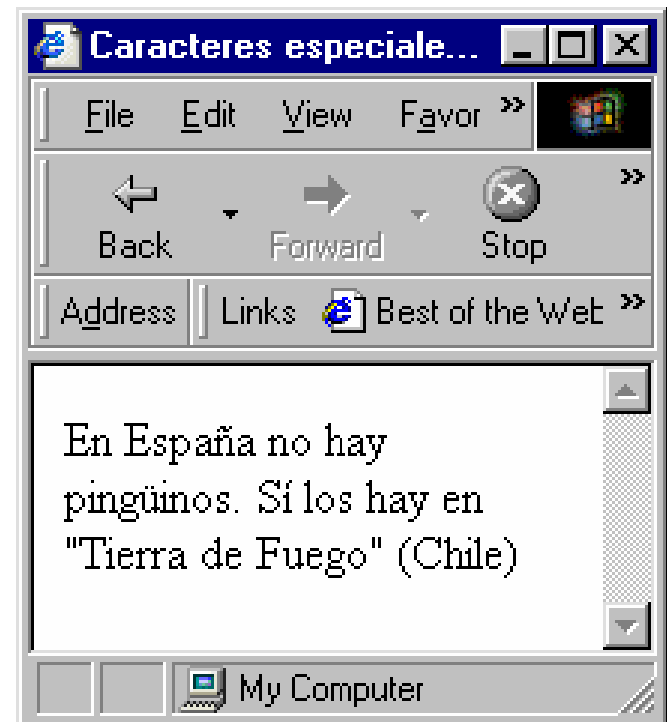 Caracteres especiale...
File Edit View Favor »
Back Forward Stop »
Address Links Best of the Web »
En España no hay
pingüinos. Sí los hay en
"Tierra de Fuego" (Chile)
My Computer